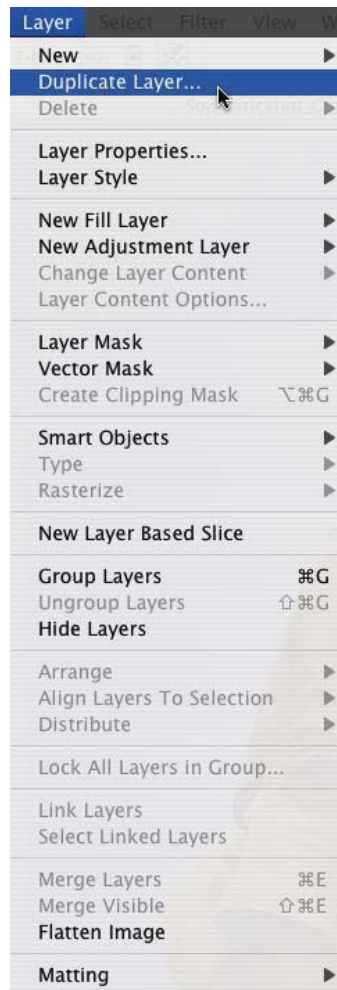 Layer Select Filter View W
New
Duplicate Layer...
Delete
Layer Properties...
Layer Style
New Fill Layer
New Adjustment Layer
Change Layer Content
Layer Content Options...
Layer Mask
Vector Mask
Create Clipping Mask ⌥⌘G
Smart Objects
Type
Rasterize
New Layer Based Slice
Group Layers ⌘G
Ungroup Layers ⇧⌘G
Hide Layers
Arrange
Align Layers To Selection
Distribute
Lock All Layers in Group...
Link Layers
Select Linked Layers
Merge Layers ⌘E
Merge Visible ⇧⌘E
Flatten Image
Matting